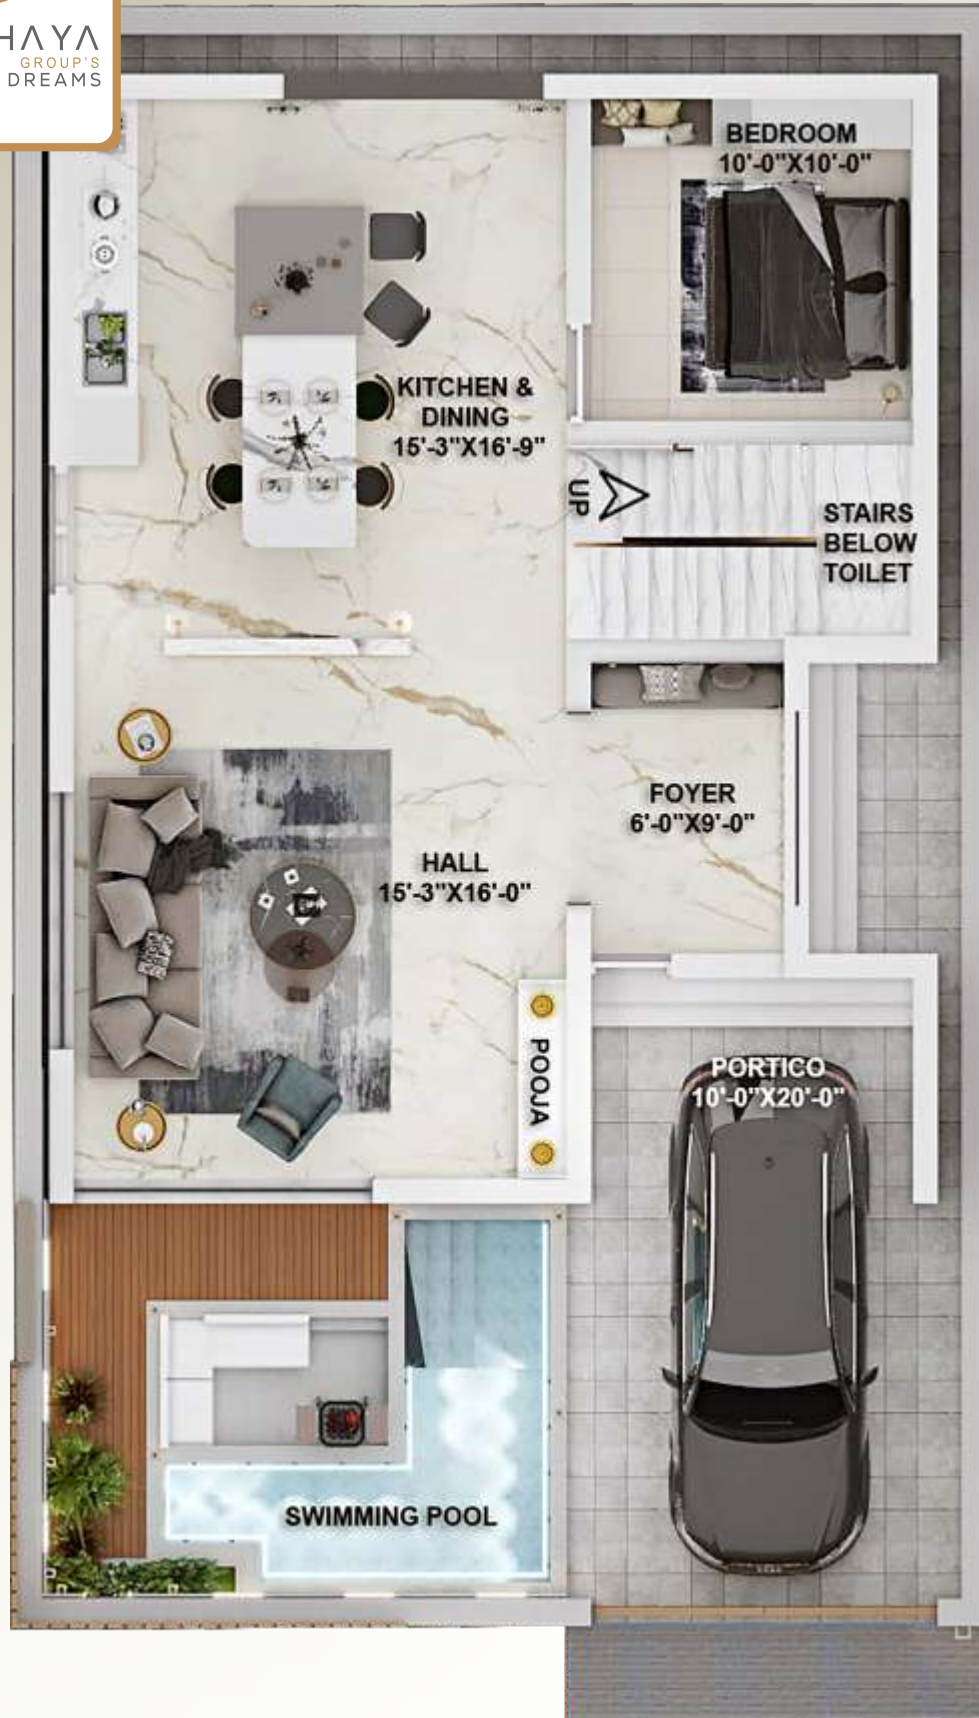 HAYA
GROUP'S
DREAMS
BEDROOM
10'-0"X10'-0"
KITCHEN &
DINING
15'-3"X16'-9"
UP
STAIRS
BELOW
TOILET
FOYER
6'-0"X9'-0"
HALL
15'-3"X16'-0"
POOJA
PORTICO
10'-0"X20'-0"
SWIMMING POOL